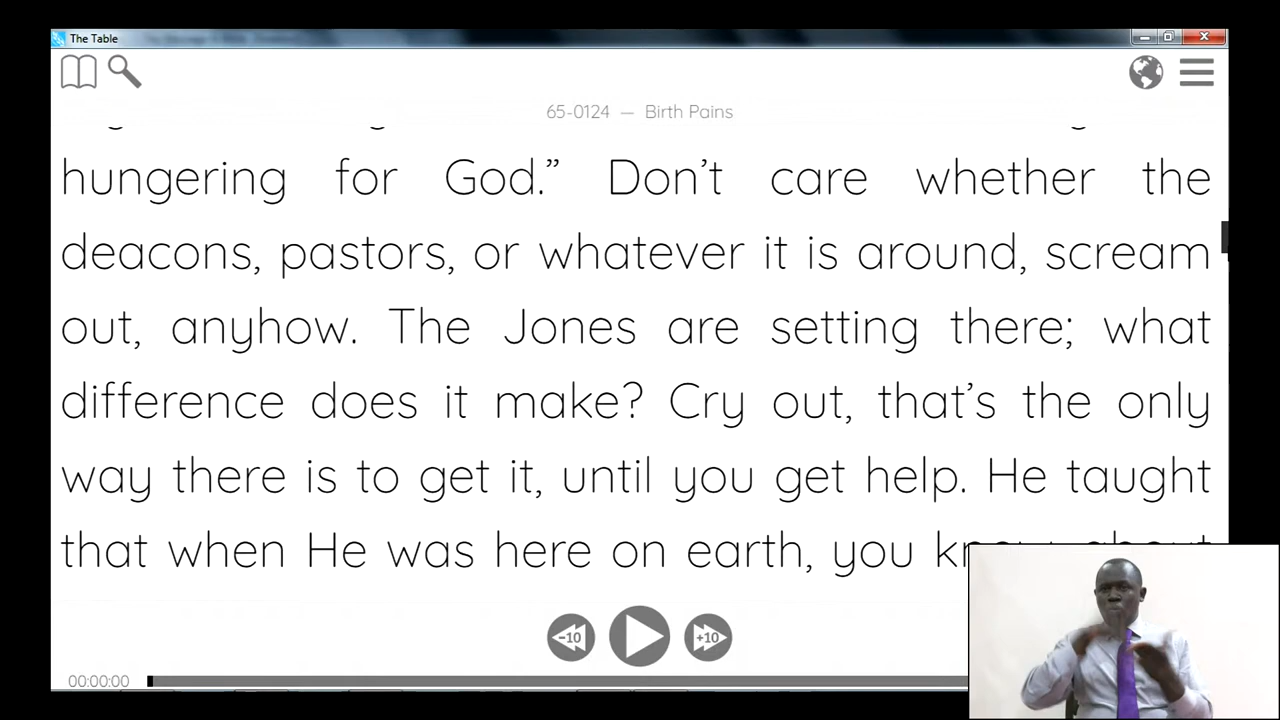 The Table
65-0124 — Birth Pains
hungering for God.” Don’t care whether the
deacons, pastors, or whatever it is around, scream
out, anyhow. The Jones are setting there; what
difference does it make? Cry out, that’s the only
way there is to get it, until you get help. He taught
that when He was here on earth, you know about
-10
+10
00:00:00